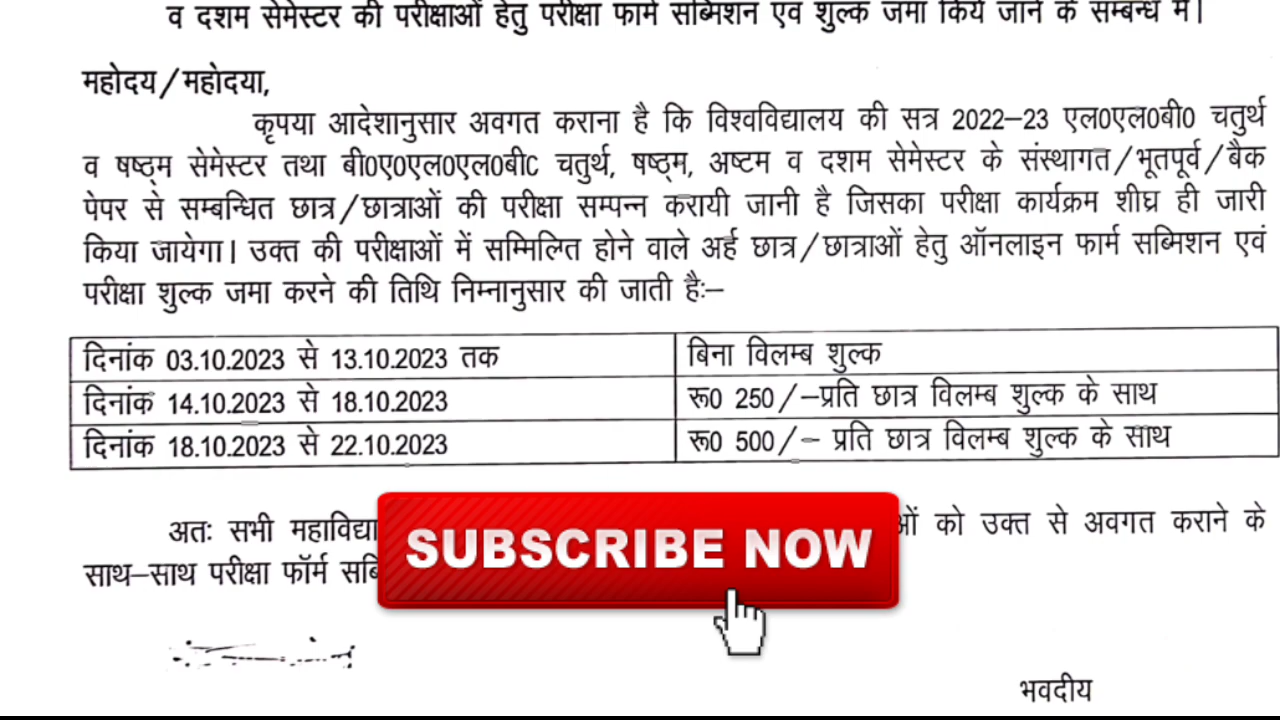 व दशम सेमेस्टर की परीक्षाओं हेतु परीक्षा फार्म सब्मिशन एवं शुल्क जमा किये जाने के सम्बन्ध में।
महोदय/महोदया,
कृपया आदेशानुसार अवगत कराना है कि विश्वविद्यालय की सत्र 2022–23 एल0एल0बी0 चतुर्थ
व षष्ठ्म सेमेस्टर तथा बी0ए0एल0एल0बी0 चतुर्थ, षष्ठ्म, अष्टम व दशम सेमेस्टर के संस्थागत/भूतपूर्व/बैक
पेपर से सम्बन्धित छात्र/छात्राओं की परीक्षा सम्पन्न करायी जानी है जिसका परीक्षा कार्यक्रम शीघ्र ही जारी
किया जायेगा। उक्त की परीक्षाओं में सम्मिलित होने वाले अर्ह छात्र/छात्राओं हेतु ऑनलाइन फार्म सब्मिशन एवं
परीक्षा शुल्क जमा करने की तिथि निम्नानुसार की जाती हैः–
दिनांक 03.10.2023 से 13.10.2023 तक बिना विलम्ब शुल्क
दिनांक 14.10.2023 से 18.10.2023 रू0 250/–प्रति छात्र विलम्ब शुल्क के साथ
दिनांक 18.10.2023 से 22.10.2023 रू0 500/– प्रति छात्र विलम्ब शुल्क के साथ
अतः सभी को उक्त से अवगत कराने के
साथ–साथ परीक्षा फॉर्म
SUBSCRIBE NOW
भवदीय